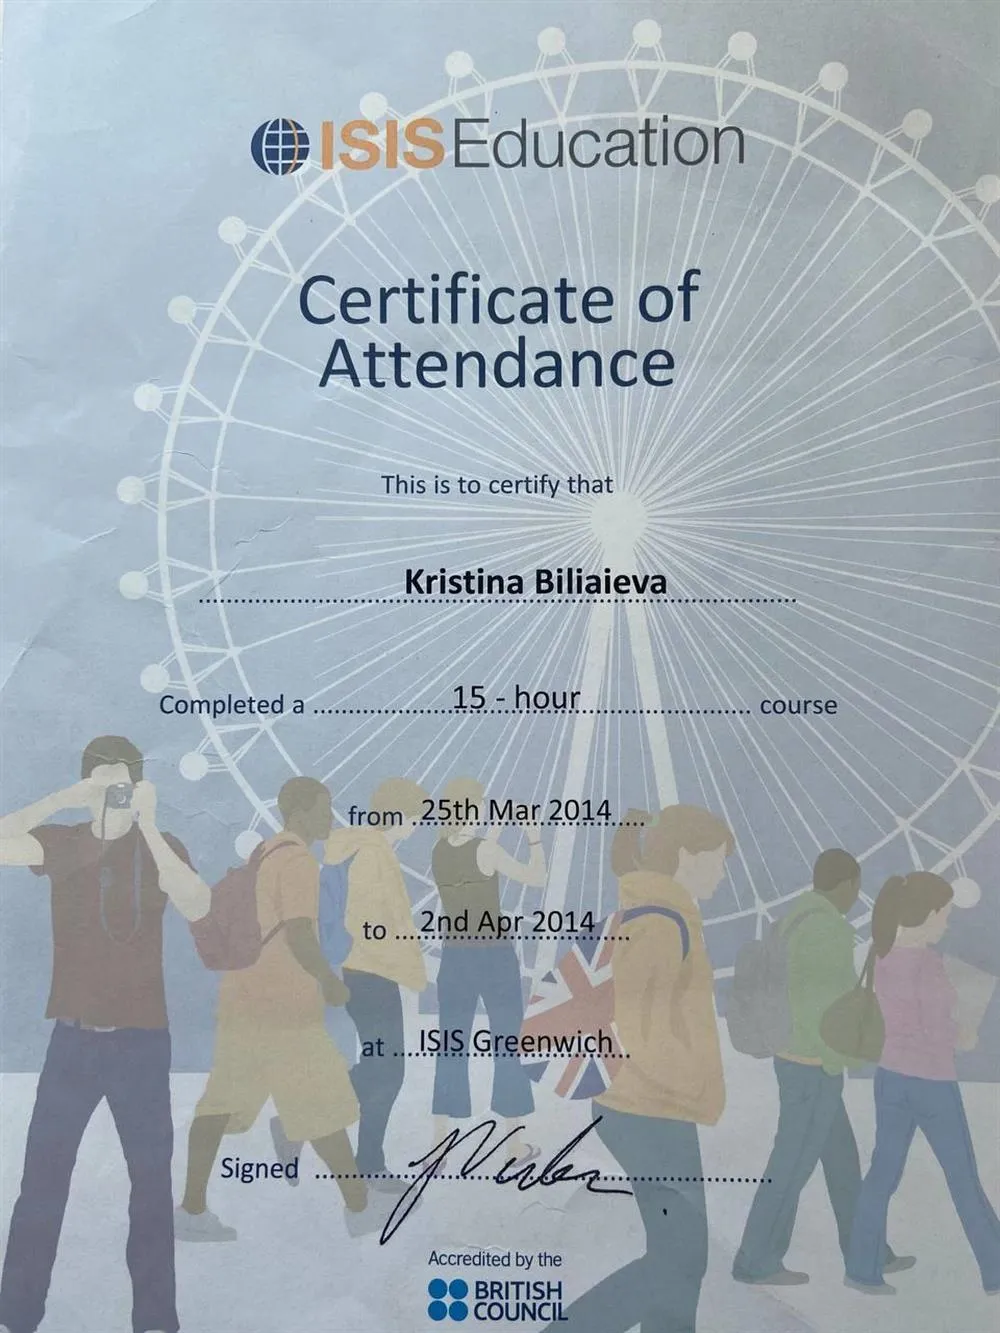 ISIS Education
Certificate of
Attendance
This is to certify that
Kristina Biliaieva
Completed a 15 - hour course
from 25th Mar 2014
to 2nd Apr 2014
at ISIS Greenwich
Signed
Accredited by the
BRITISH
COUNCIL